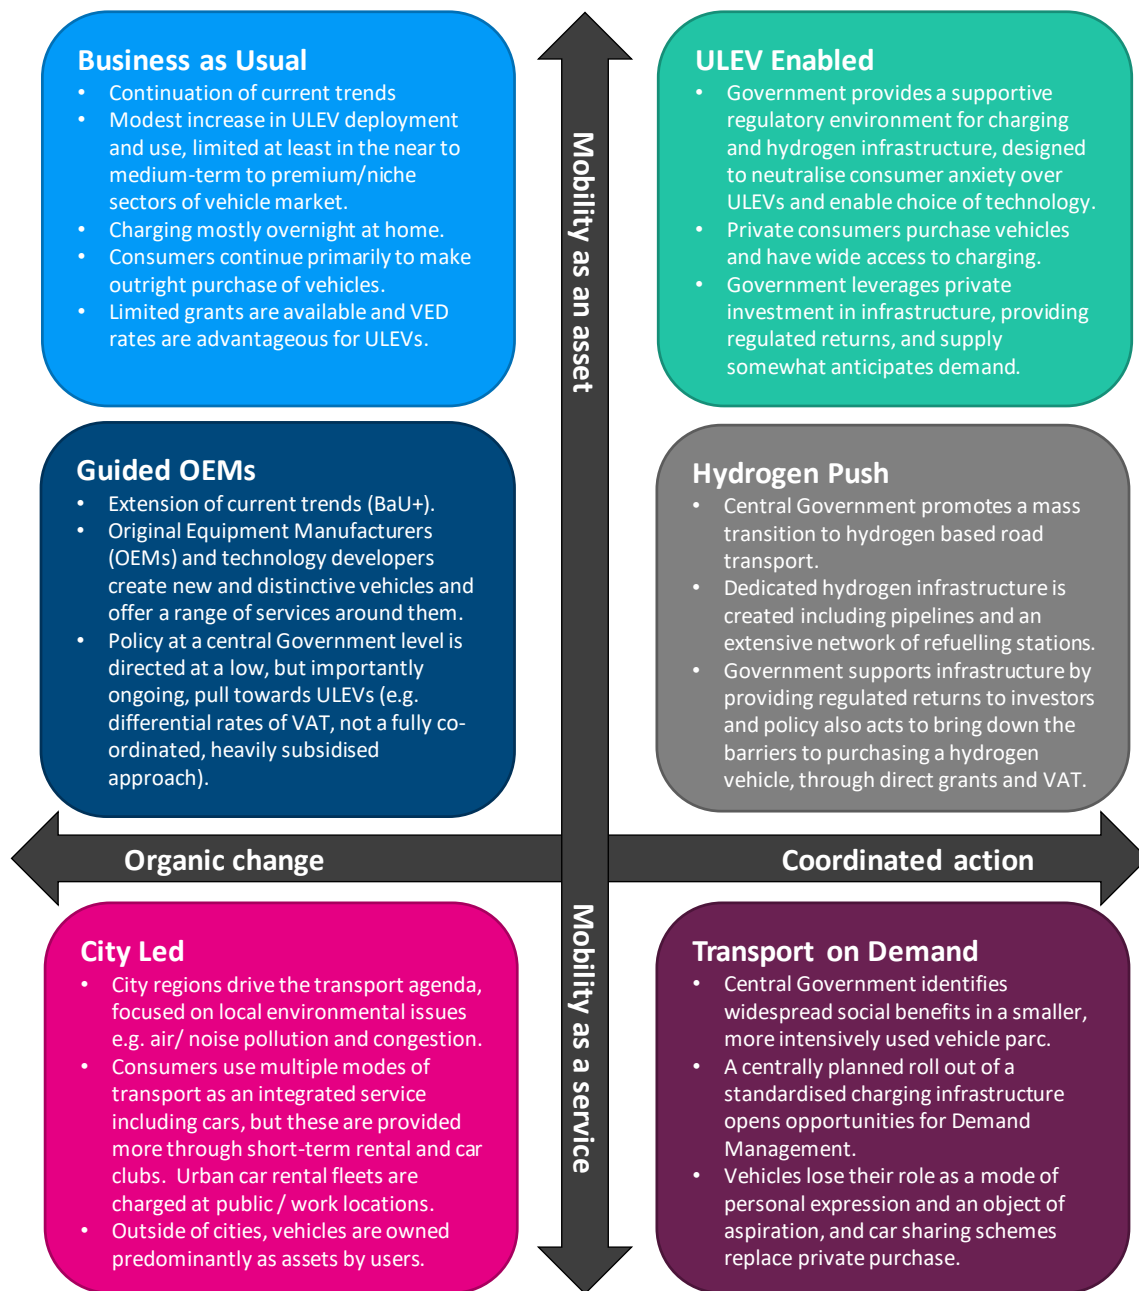 Business as Usual
• Continuation of current trends
• Modest increase in ULEV deployment
and use, limited at least in the near to
medium-term to premium/niche
sectors of vehicle market.
• Charging mostly overnight at home.
• Consumers continue primarily to make
outright purchase of vehicles.
• Limited grants are available and VED
rates are advantageous for ULEVs.
Mobility as an asset
ULEV Enabled
• Government provides a supportive
regulatory environment for charging
and hydrogen infrastructure, designed
to neutralise consumer anxiety over
ULEVs and enable choice of technology.
• Private consumers purchase vehicles
and have wide access to charging.
• Government leverages private
investment in infrastructure, providing
regulated returns, and supply
somewhat anticipates demand.
Guided OEMs
• Extension of current trends (BaU+).
• Original Equipment Manufacturers
(OEMs) and technology developers
create new and distinctive vehicles and
offer a range of services around them.
• Policy at a central Government level is
directed at a low, but importantly
ongoing, pull towards ULEVs (e.g.
differential rates of VAT, not a fully co-
ordinated, heavily subsidised
approach).
Hydrogen Push
• Central Government promotes a mass
transition to hydrogen based road
transport.
• Dedicated hydrogen infrastructure is
created including pipelines and an
extensive network of refuelling stations.
• Government supports infrastructure by
providing regulated returns to investors
and policy also acts to bring down the
barriers to purchasing a hydrogen
vehicle, through direct grants and VAT.
Organic change
Coordinated action
City Led
• City regions drive the transport agenda,
focused on local environmental issues
e.g. air/ noise pollution and congestion.
• Consumers use multiple modes of
transport as an integrated service
including cars, but these are provided
more through short-term rental and car
clubs. Urban car rental fleets are
charged at public / work locations.
• Outside of cities, vehicles are owned
predominantly as assets by users.
Mobility as a service
Transport on Demand
• Central Government identifies
widespread social benefits in a smaller,
more intensively used vehicle parc.
• A centrally planned roll out of a
standardised charging infrastructure
opens opportunities for Demand
Management.
• Vehicles lose their role as a mode of
personal expression and an object of
aspiration, and car sharing schemes
replace private purchase.